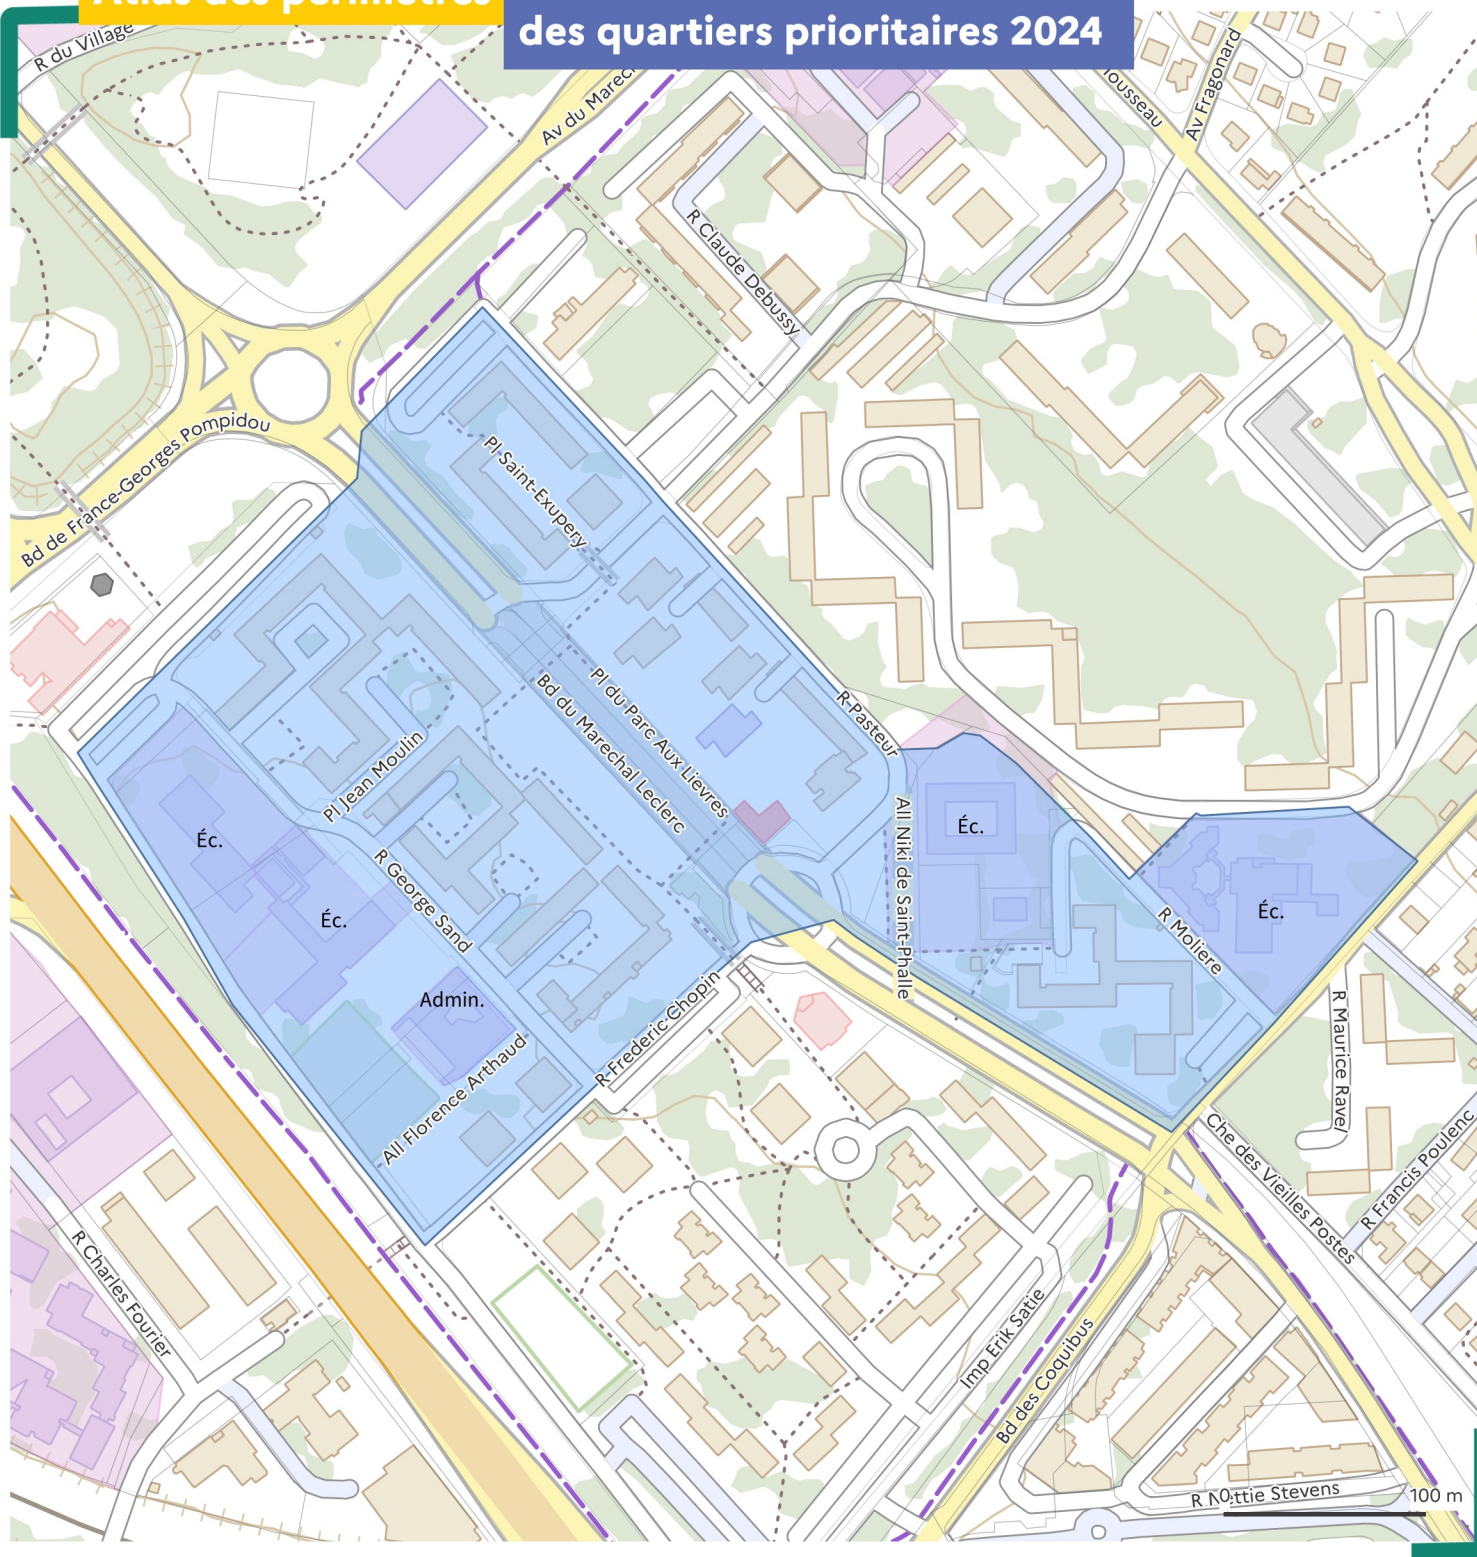 Atlas des périmètres
des quartiers prioritaires 2024
R du Village
Av du Marec
Av Fragonard
R Claude Debussy
Bd de France-Georges Pompidou
Pl Saint-Exupery
Pl du Parc Aux Lievres
Bd du Marechal Leclerc
R Pasteur
Pl Jean Moulin
Éc.
Éc.
R George Sand
Admin.
All Florence Arthaud
R Frederic Chopin
Éc.
All Niki de Saint-Phalle
Éc.
R Moliere
R Maurice Ravel
Che des Vieilles Postes
R Francis Poulenc
R Charles Fourier
Imp Erik Satie
Bd des Coquibus
R Nettie Stevens
0
100 m